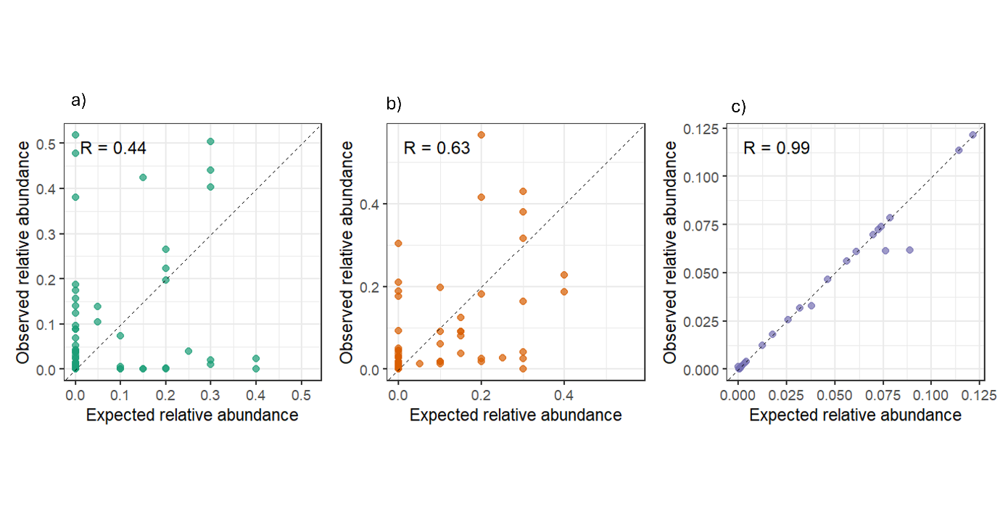 a)
R = 0.44
Observed relative abundance
0.5
0.4
0.3
0.2
0.1
0.0
0.0 0.1 0.2 0.3 0.4 0.5
Expected relative abundance
b)
R = 0.63
Observed relative abundance
0.4
0.2
0.0
0.0 0.2 0.4
Expected relative abundance
c)
R = 0.99
Observed relative abundance
0.125
0.100
0.075
0.050
0.025
0.000
0.000 0.025 0.050 0.075 0.100 0.125
Expected relative abundance